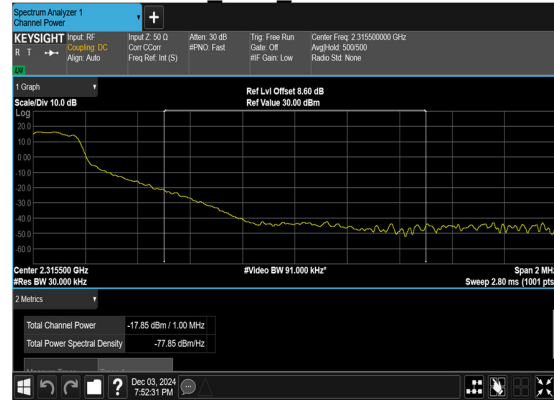 Spectrum Analyzer 1
Channel Power
KEYSIGHT
R T
Input: RF
Coupling: DC
Align: Auto
Input Z: 50 Ω
Corr CCorr
Freq Ref: Int (S)
Atten: 30 dB
#PNO: Fast
Trig: Free Run
Gate: Off
#IF Gain: Low
Center Freq: 2.315500000 GHz
Avg|Hold: 500/500
Radio Std: None
1 Graph
Scale/Div 10.0 dB
Ref Lvl Offset 8.60 dB
Ref Value 30.00 dBm
Log
20.0
10.0
0.00
-10.0
-20.0
-30.0
-40.0
-50.0
-60.0
Center 2.315500 GHz
#Res BW 30.000 kHz
#Video BW 91.000 kHz*
Span 2 MHz
Sweep 2.80 ms (1001 pts
2 Metrics
Total Channel Power -17.85 dBm / 1.00 MHz
Total Power Spectral Density -77.85 dBm/Hz
Dec 03, 2024
7:52:31 PM